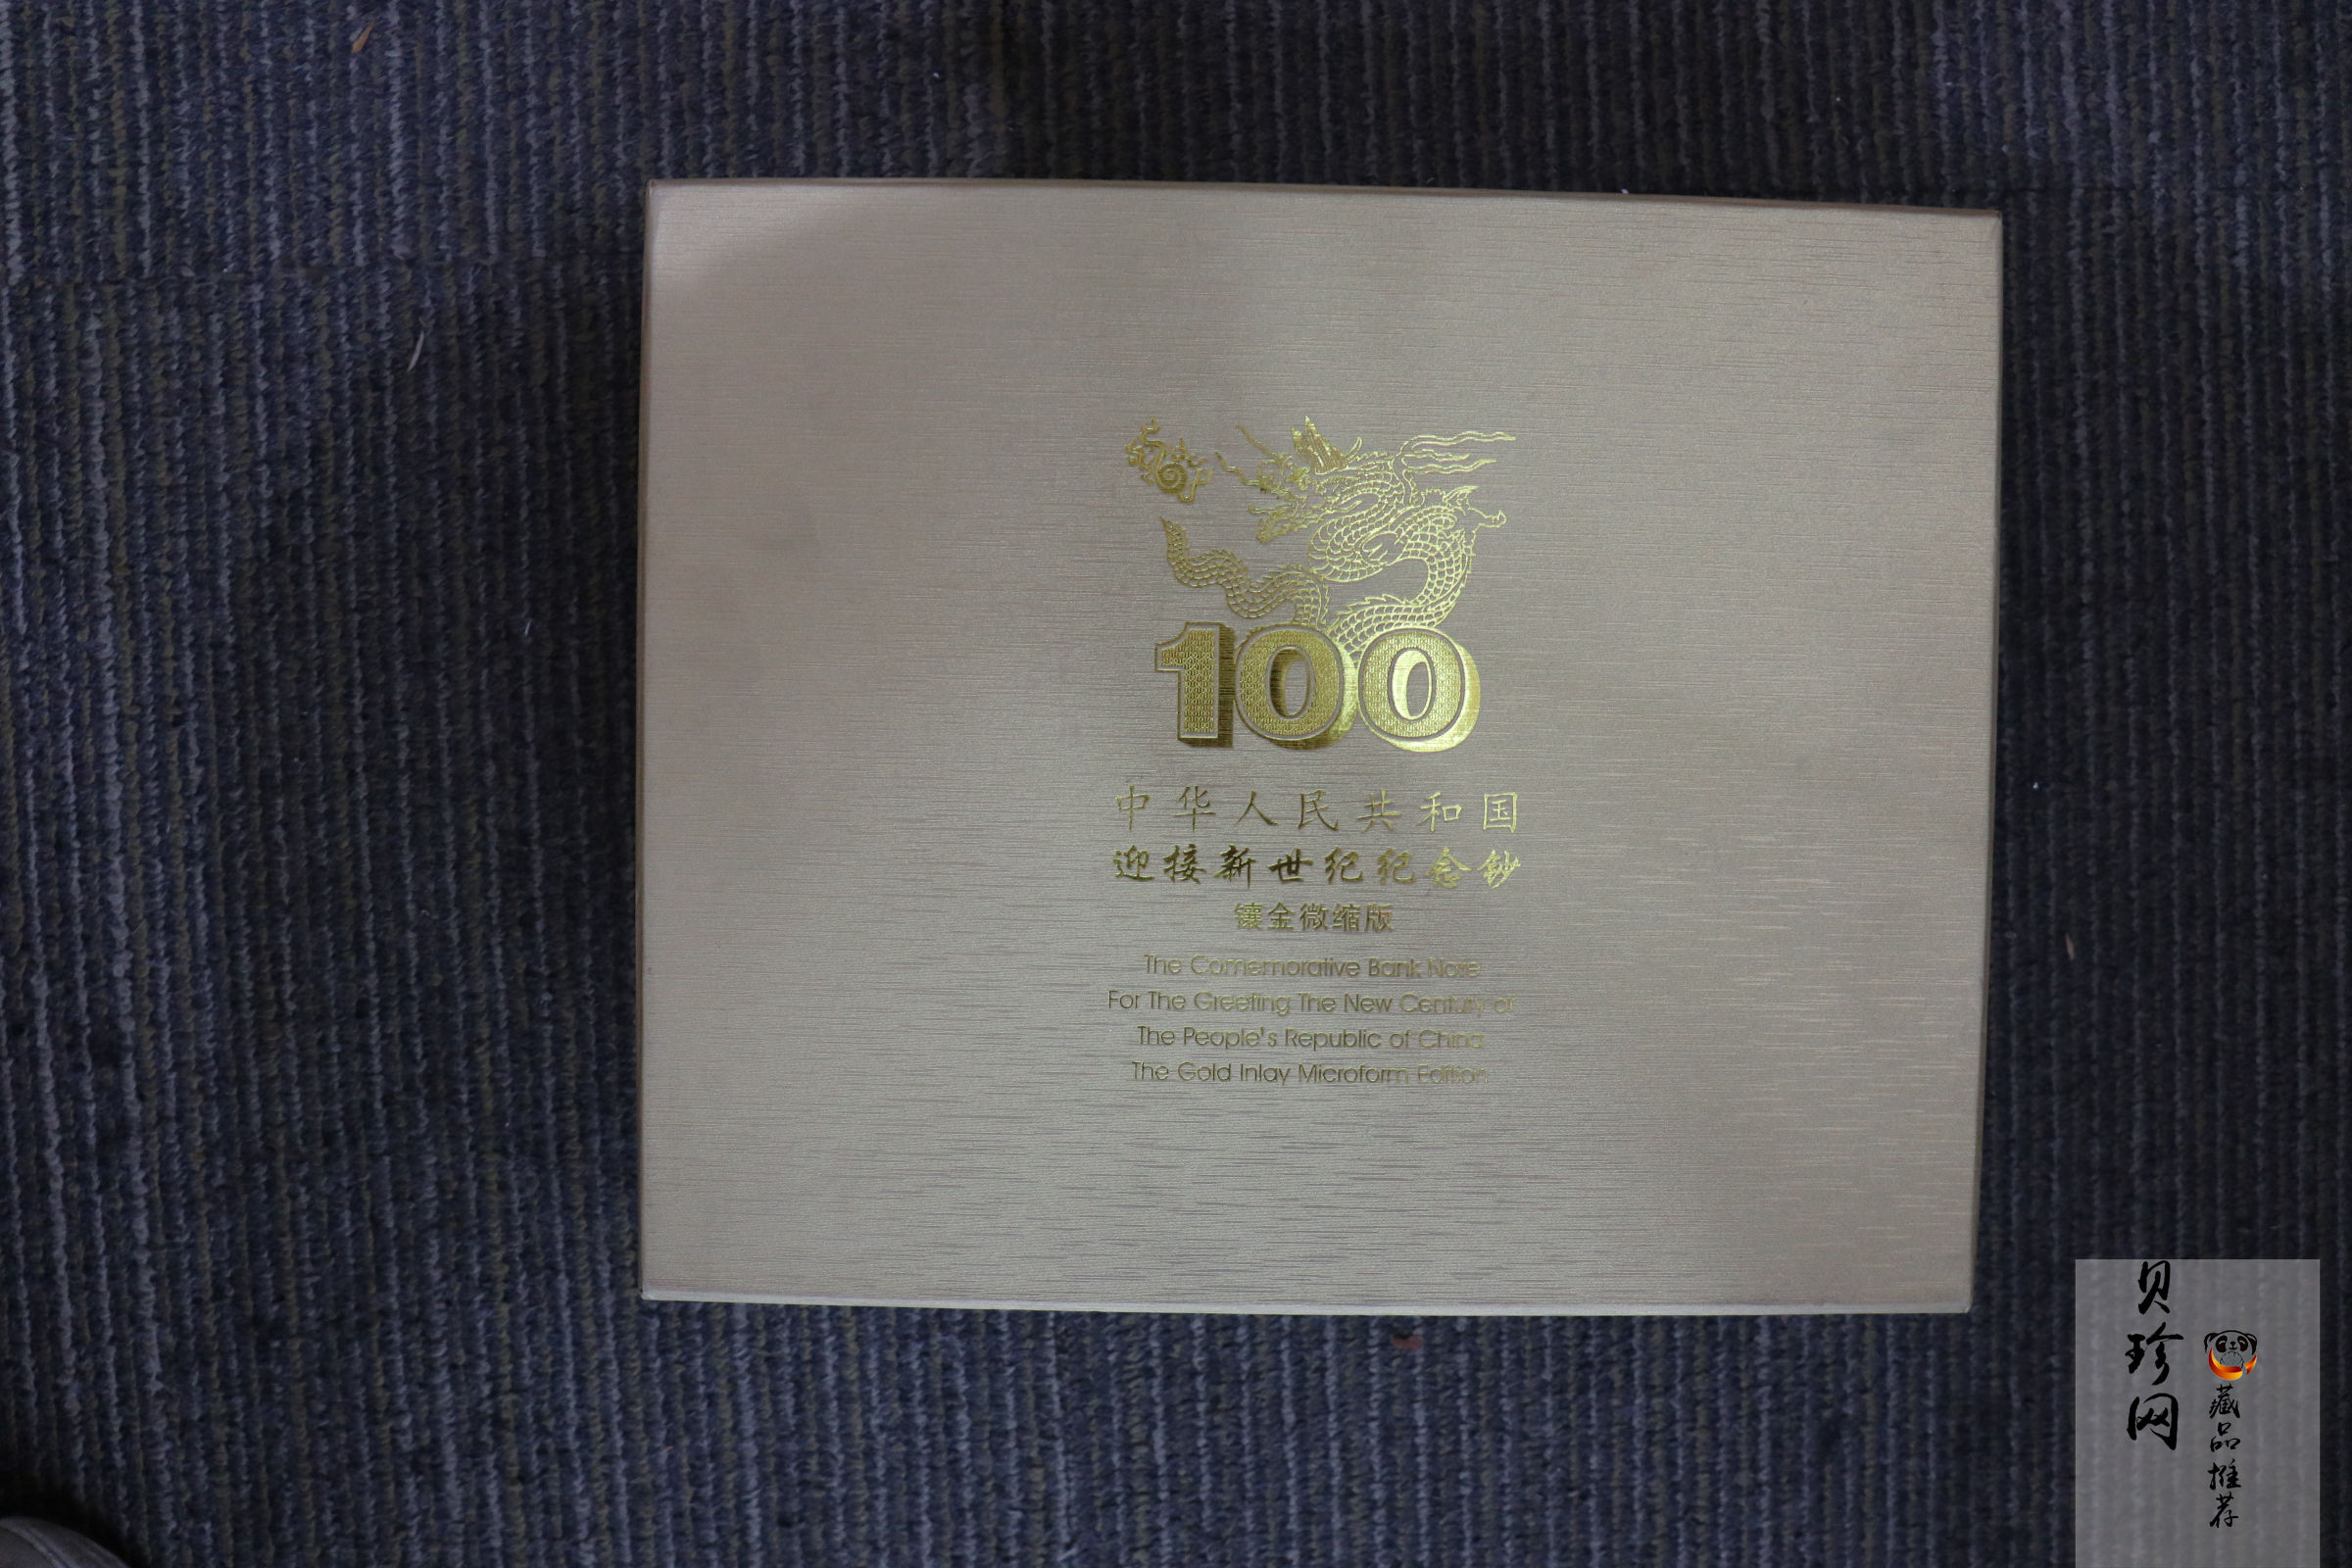 100
中华人民共和国
迎接新世纪纪念钞
镶金微缩版
The Comemorative Bank Note
For The Greeting The New Century of
The People's Republic of China
The Gold Inlay Microform Edition
贝珍网
藏品推荐